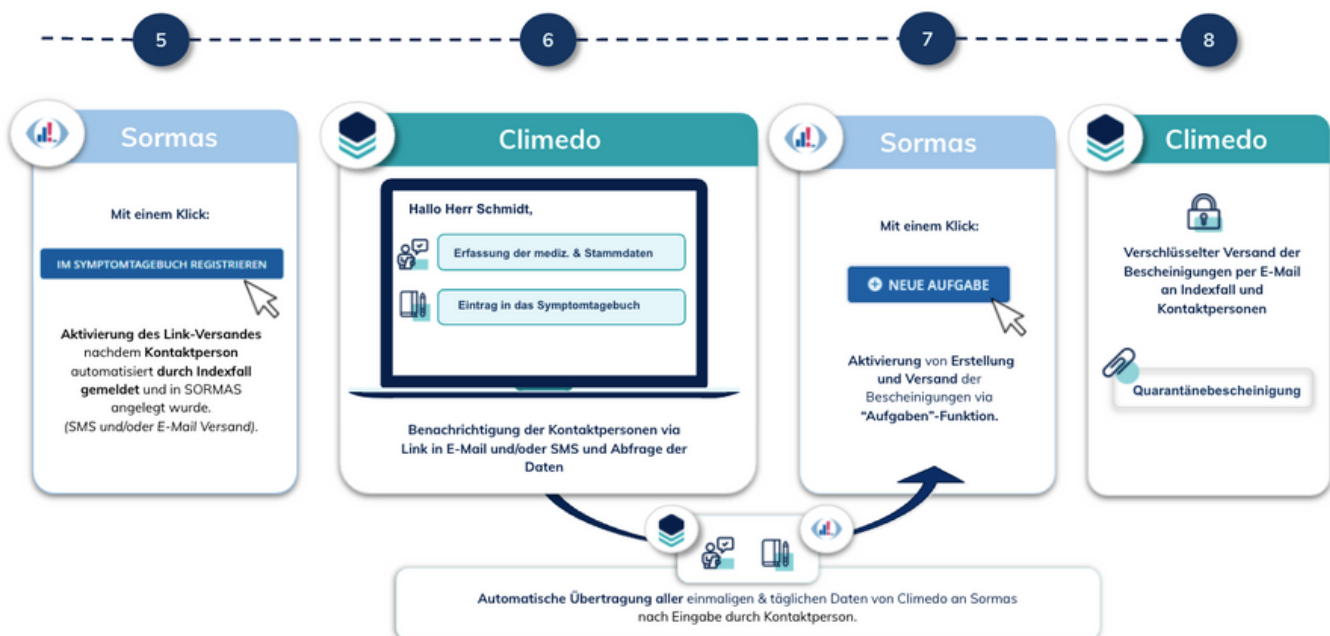 5
6
7
8
Sormas
Mit einem Klick:
IM SYMPTOMTAGEBUCH REGISTRIEREN
Aktivierung des Link-Versandes
nachdem Kontaktperson
automatisiert durch Indexfall
gemeldet und in SORMAS
angelegt wurde.
(SMS und/oder E-Mail Versand).
Climedo
Hallo Herr Schmidt,
Erfassung der mediz. & Stammdaten
Eintrag in das Symptomtagebuch
Benachrichtigung der Kontaktpersonen via
Link in E-Mail und/oder SMS und Abfrage der
Daten
Sormas
Mit einem Klick:
NEUE AUFGABE
Aktivierung von Erstellung
und Versand der
Bescheinigungen via
“Aufgaben”-Funktion.
Climedo
Verschlüsselter Versand der
Bescheinigungen per E-Mail
an Indexfall und
Kontaktpersonen
Quarantänebescheinigung
Automatische Übertragung aller einmaligen & täglichen Daten von Climedo an Sormas
nach Eingabe durch Kontaktperson.